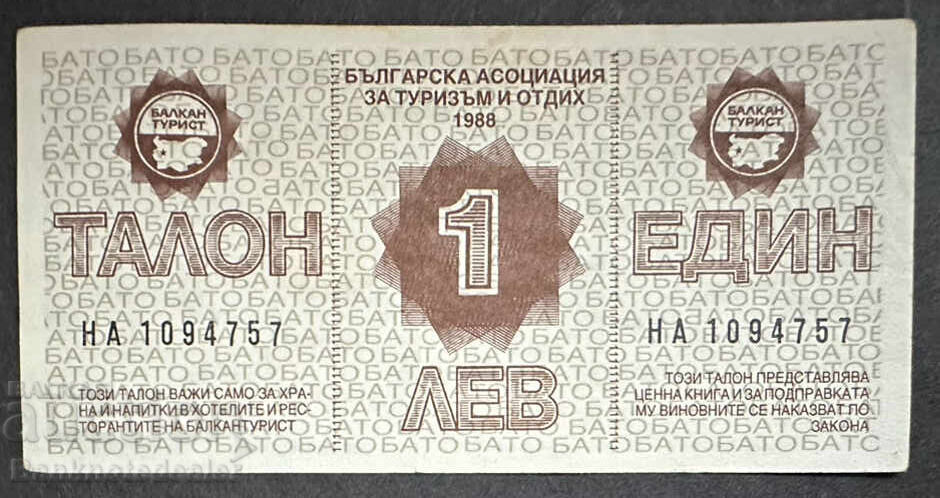 БЪЛГАРСКА АСОЦИАЦИЯ
ЗА ТУРИЗЪМ И ОТДИХ
1988
БАЛКАН
ТУРИСТ
БАЛКАН
ТУРИСТ
ТАЛОН
1
ЕДИН
НА 1094757
НА 1094757
ЛЕВ
ТОЗИ ТАЛОН ВАЖИ САМО ЗА ХРА-
НА И НАПИТКИ В ХОТЕЛИТЕ И РЕС-
ТОРАНТИТЕ НА БАЛКАНТУРИСТ
ТОЗИ ТАЛОН ПРЕДСТАВЛЯВА
ЦЕННА КНИГА И ЗА ПОДПРАВКАТА
МУ ВИНОВНИТЕ СЕ НАКАЗВАТ ПО
ЗАКОНА
Banknotedealer